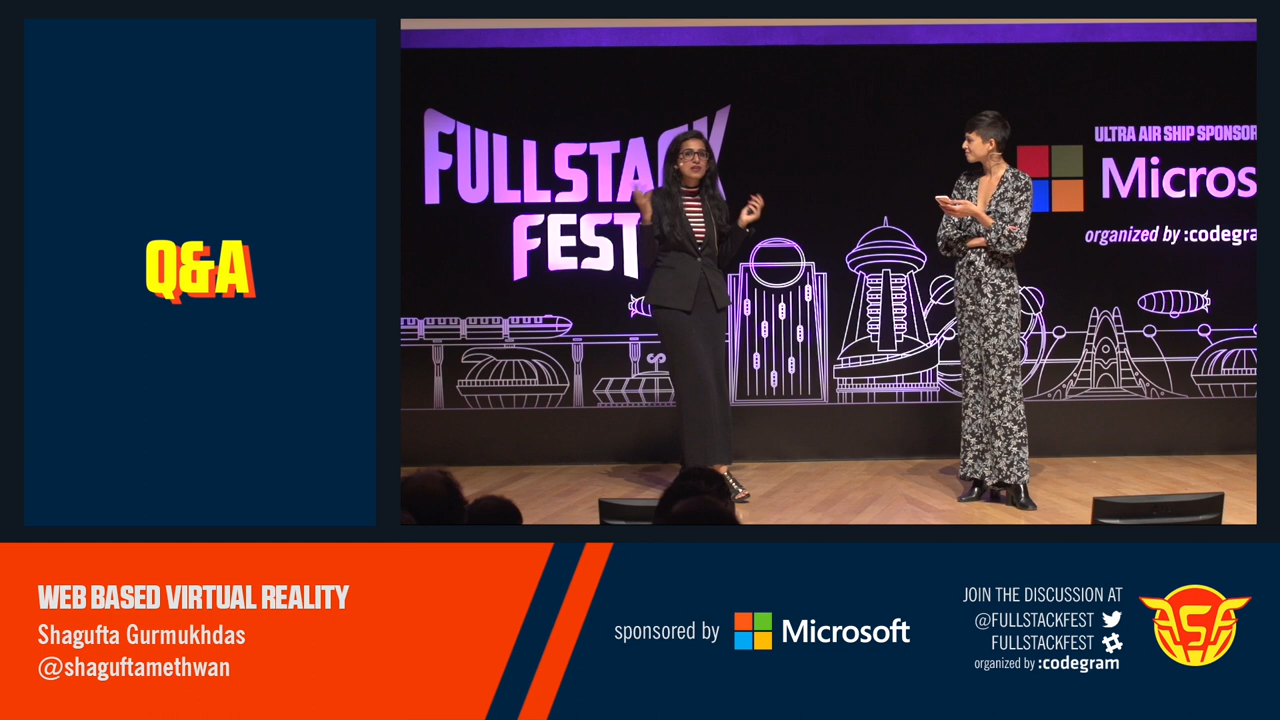 Q&A
FULLSTACK
FEST
ULTRA AIR SHIP SPONSOR
Micros
organized by :codegra
WEB BASED VIRTUAL REALITY
Shagufta Gurmukhdas
@shaguftamethwan
sponsored by Microsoft
JOIN THE DISCUSSION AT
@FULLSTACKFEST
FULLSTACKFEST
organized by :codegram
FSF